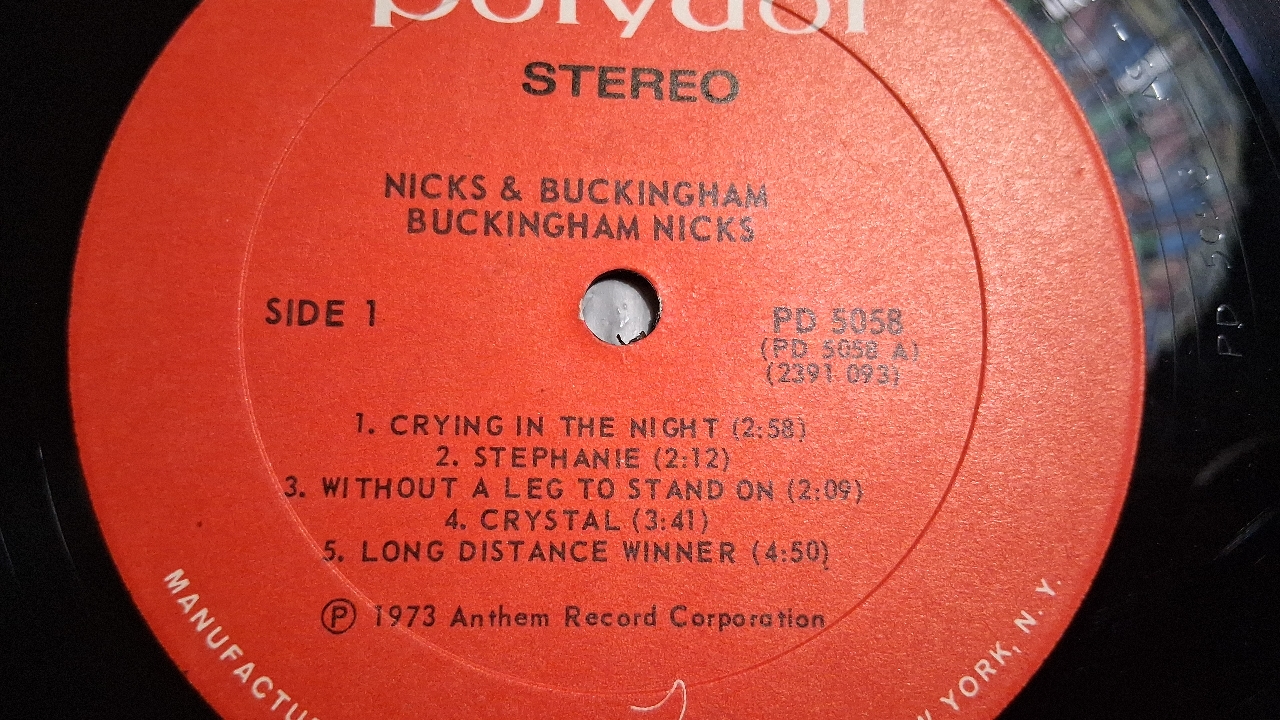 polydor
STEREO
NICKS & BUCKINGHAM
BUCKINGHAM NICKS
SIDE 1
PD 5058
(PD 5058 A)
(2391 093)
1. CRYING IN THE NIGHT (2:58)
2. STEPHANIE (2:12)
3. WITHOUT A LEG TO STAND ON (2:09)
4. CRYSTAL (3:41)
5. LONG DISTANCE WINNER (4:50)
Ⓟ 1973 Anthem Record Corporation
MANUFACTU
YORK, N.Y.